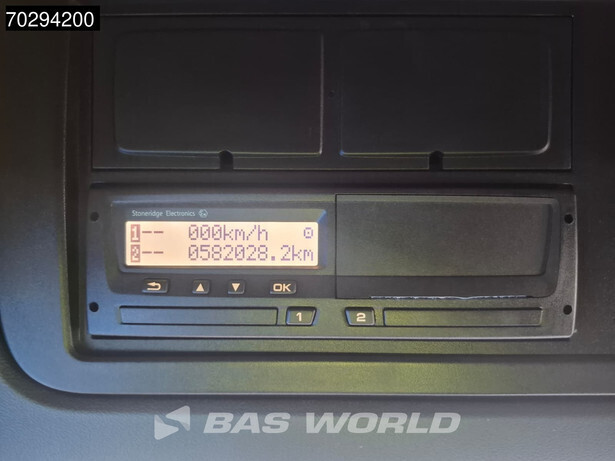 70294200
Stoneridge Electronics
1-- 000km/h
2-- 0582028.2km
OK
1 2
BAS WORLD